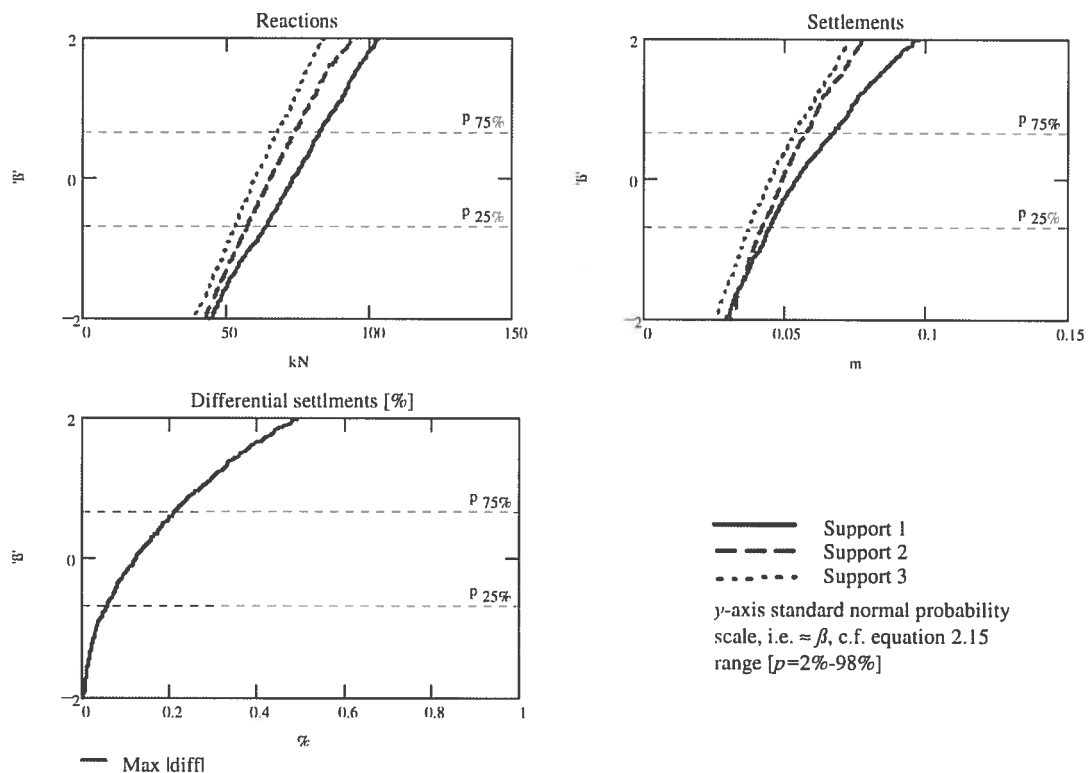 Reactions
2
p 75%
'β'
0
p 25%
−2
0
50
100
150
kN
Settlements
2
p 75%
'β'
0
p 25%
−2
0
0.05
0.1
0.15
m
Differential settlments [%]
2
p 75%
'β'
0
p 25%
−2
0
0.2
0.4
0.6
0.8
1
%
Max |diff|
Support 1
Support 2
Support 3
y-axis standard normal probability
scale, i.e. ≈ β, c.f. equation 2.15
range [p=2%-98%]